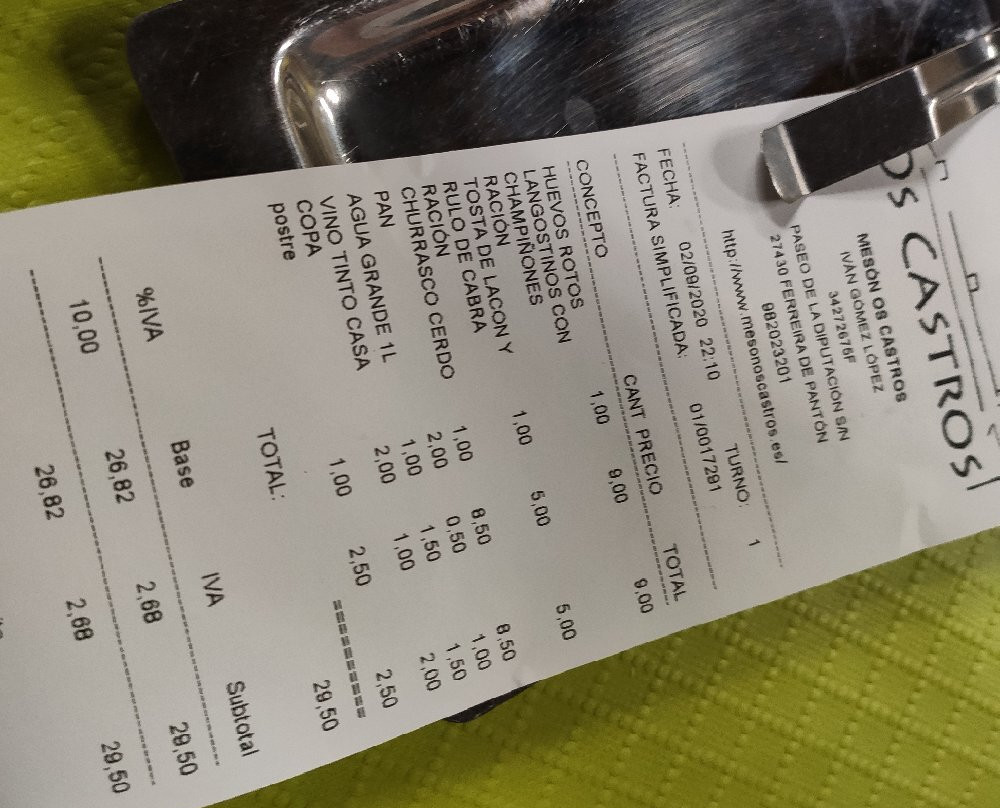 OS CASTROS
MESÓN OS CASTROS
IVÁN GÓMEZ LÓPEZ
34272676F
PASEO DE LA DIPUTACIÓN S/N
27430 FERREIRA DE PANTÓN
982023201
http://www.mesonoscastros.es/
TURNO: 1
FECHA: 02/09/2020 22:10
FACTURA SIMPLIFICADA: 01/0017281
CONCEPTO CANT PRECIO TOTAL
HUEVOS ROTOS 1,00 9,00 9,00
LANGOSTINOS CON
CHAMPIÑONES
RACIÓN
TOSTA DE LACON Y 1,00 5,00 5,00
RULO DE CABRA
RACIÓN
CHURRASCO CERDO 1,00 8,50 8,50
PAN 2,00 0,50 1,00
AGUA GRANDE 1L 1,00 1,50 1,50
VINO TINTO CASA 2,00 1,00 2,00
COPA
postre 1,00 2,50 2,50
===========
TOTAL: 29,50
%IVA Base IVA Subtotal
10,00 26,82 2,68 29,50
26,82 2,68 29,50